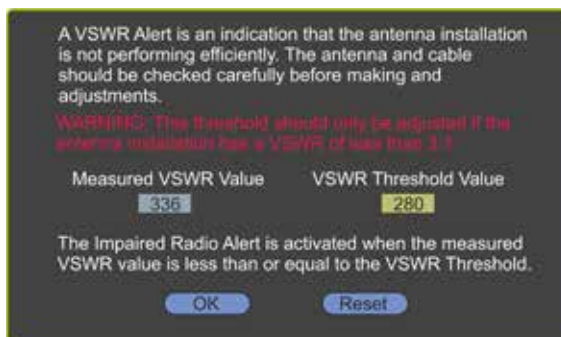 A VSWR Alert is an indication that the antenna installation
is not performing efficiently. The antenna and cable
should be checked carefully before making and
adjustments.
WARNING: This threshold should only be adjusted if the
antenna installation has a VSWR of less than 3:1
Measured VSWR Value VSWR Threshold Value
336 280
The Impaired Radio Alert is activated when the measured
VSWR value is less than or equal to the VSWR Threshold.
OK Reset